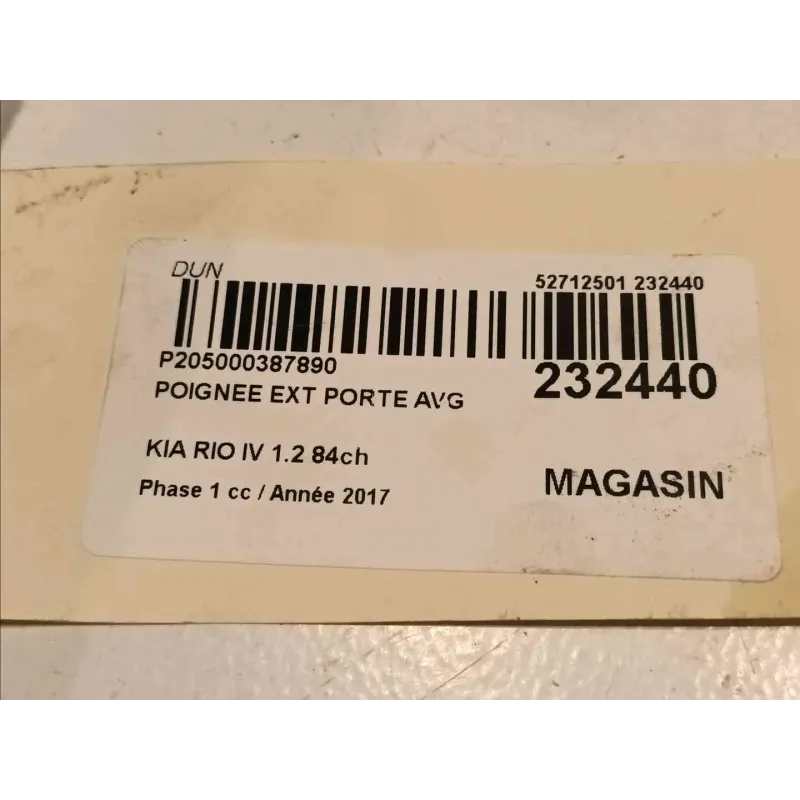 DUN
52712501 232440
P205000387890
232440
POIGNEE EXT PORTE AVG
KIA RIO IV 1.2 84ch
MAGASIN
Phase 1 cc / Année 2017